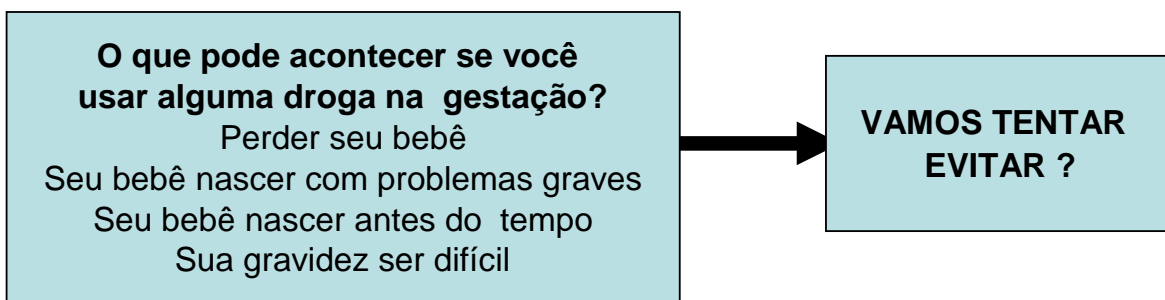 O que pode acontecer se você
usar alguma droga na gestação?
Perder seu bebê
Seu bebê nascer com problemas graves
Seu bebê nascer antes do tempo
Sua gravidez ser difícil
VAMOS TENTAR
EVITAR ?